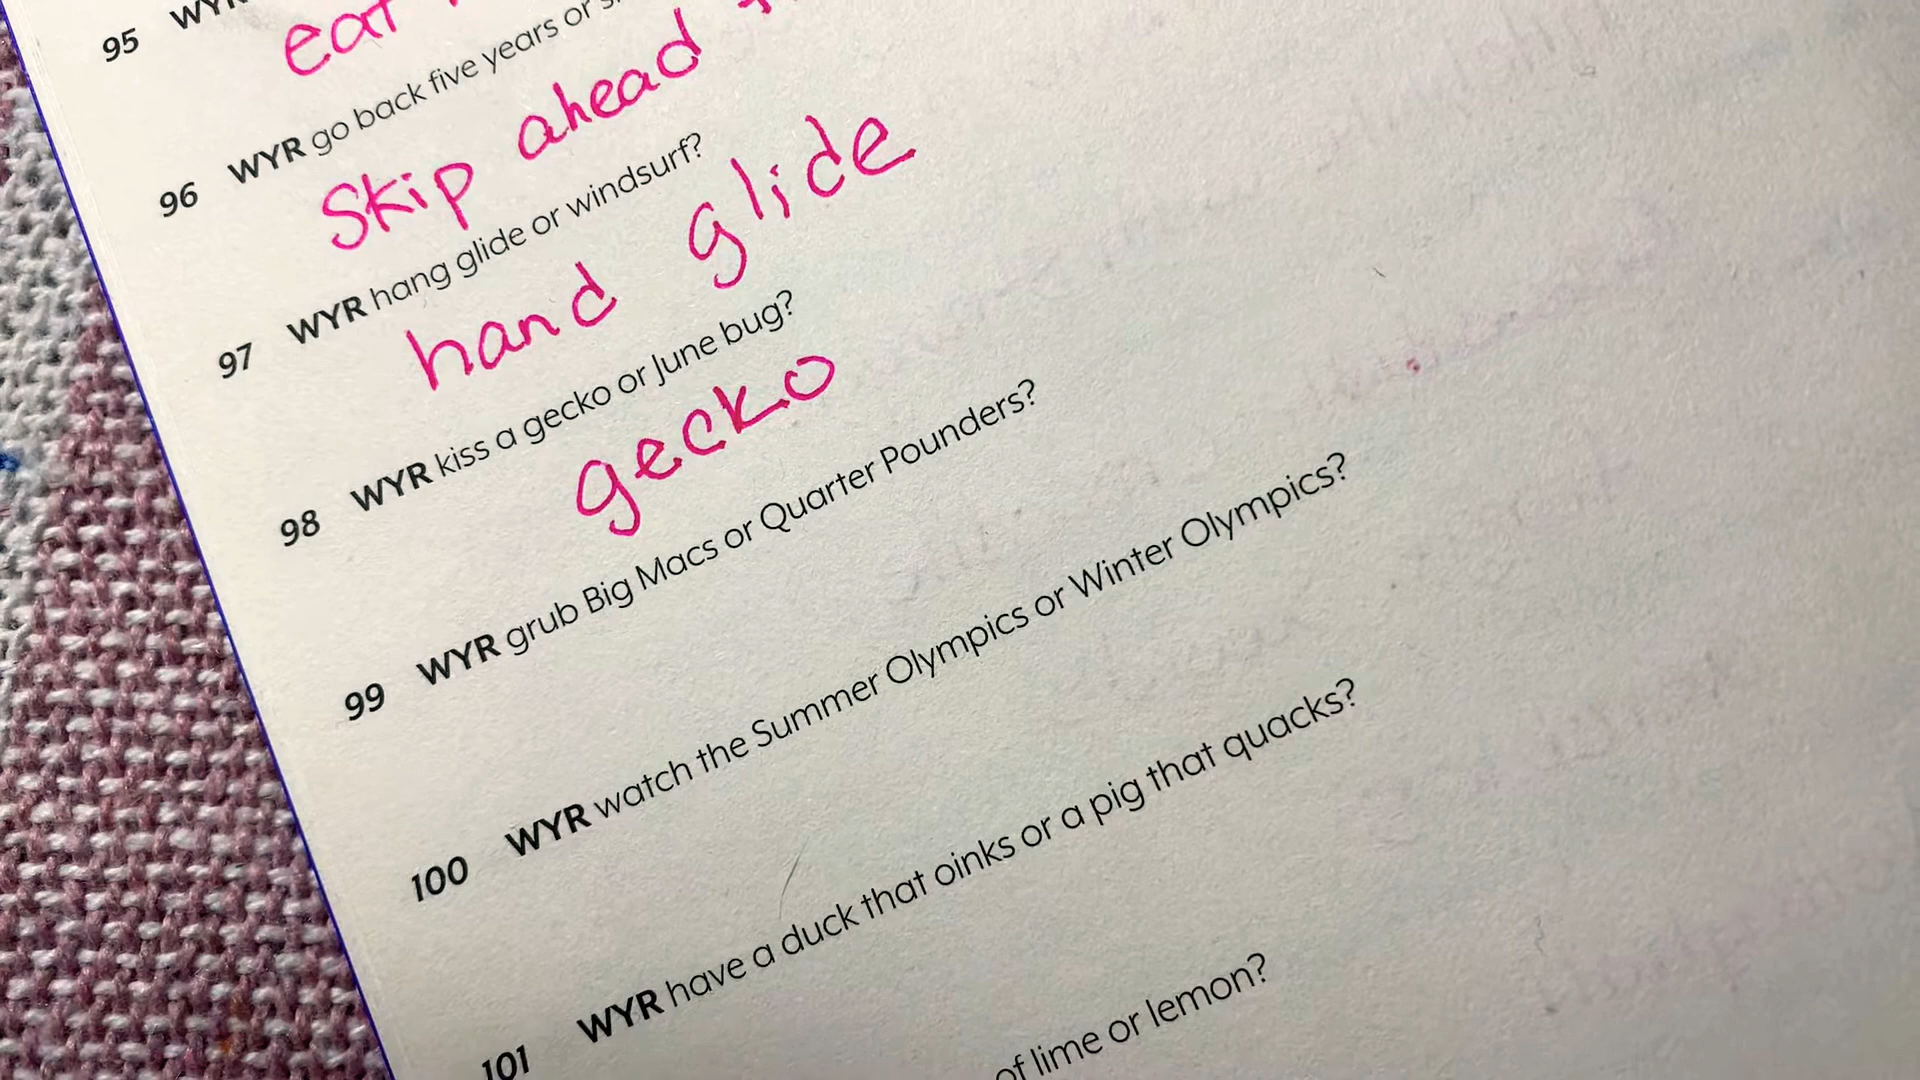 95 WYR
eat
96 WYR go back five years or
Skip ahead
97 WYR hang glide or windsurf?
hand glide
98 WYR kiss a gecko or June bug?
gecko
99 WYR grub Big Macs or Quarter Pounders?
100 WYR watch the Summer Olympics or Winter Olympics?
101 WYR have a duck that oinks or a pig that quacks?
of lime or lemon?